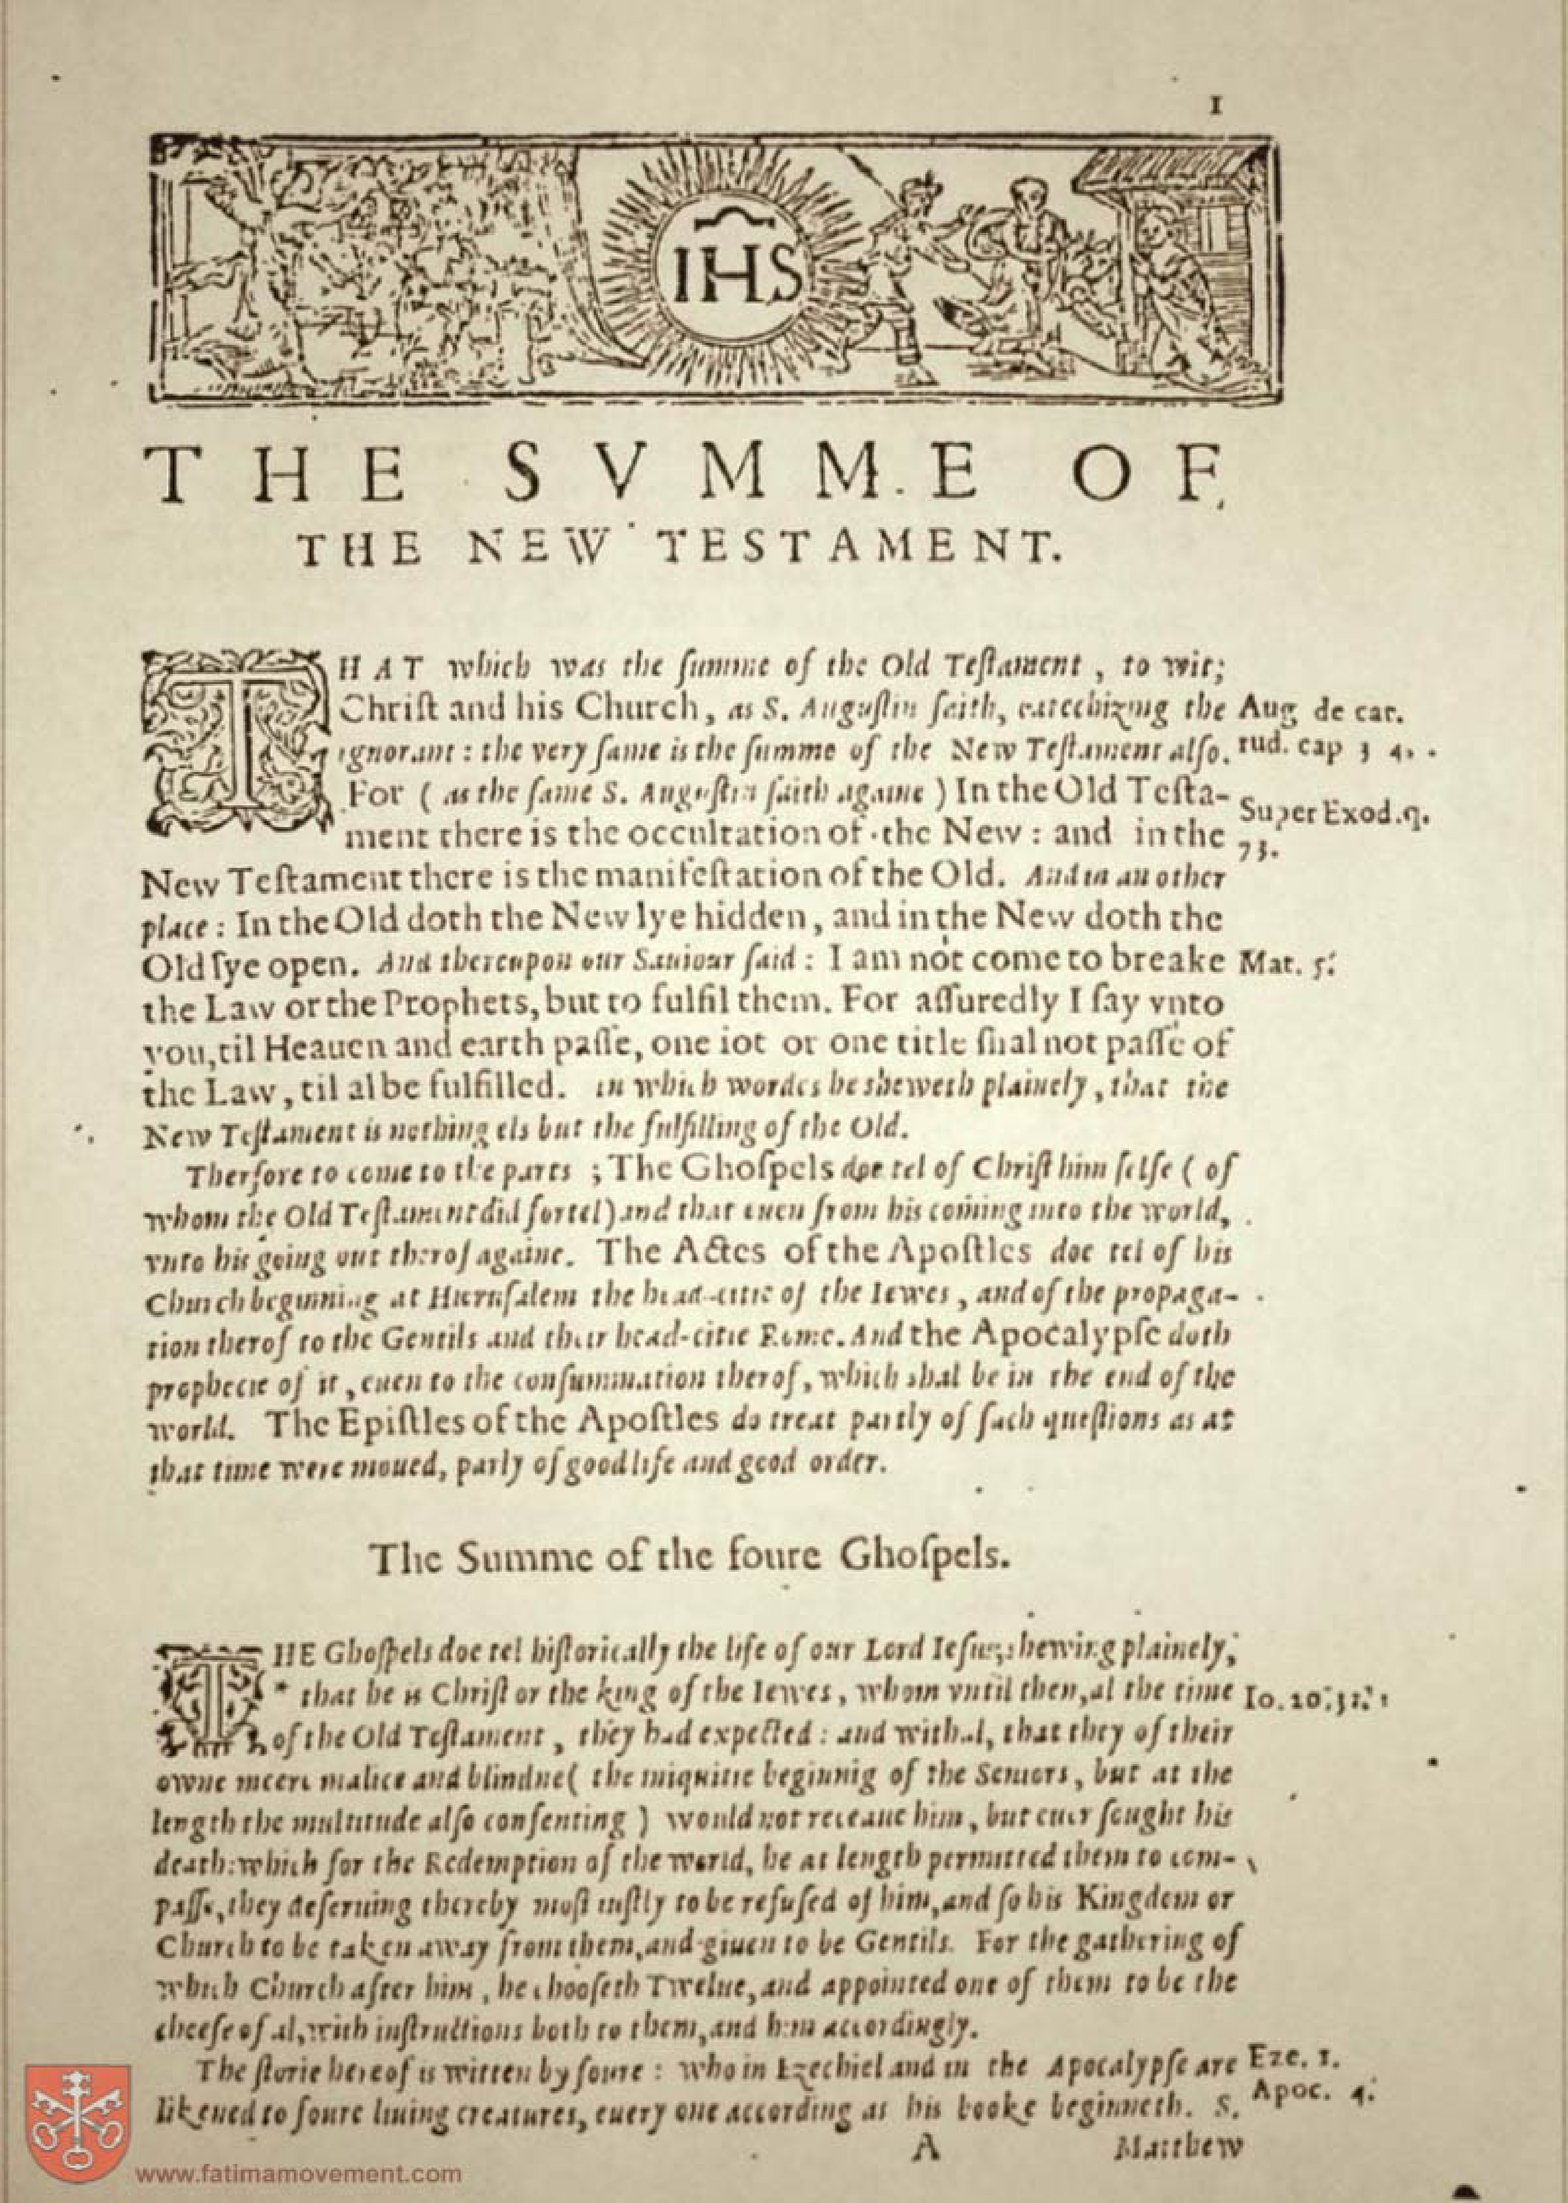 1
IHS
THE SVMME OF
THE NEW TESTAMENT.
THAT which was the ſumme of the Old Teſtament, to wit;
Chriſt and his Church, as S. Auguſtin ſaith, catechizing the
ignorant: the very ſame is the ſumme of the New Teſtament alſo.
For (as the ſame S. Auguſtin ſaith againe) In the Old Teſta-
ment there is the occultation of the New: and in the
New Teſtament there is the manifeſtation of the Old. And in an other
place: In the Old doth the New lye hidden, and in the New doth the
Old lye open. And thereupon our Sauiour ſaid: I am not come to breake
the Law or the Prophets, but to fulfil them. For aſſuredly I ſay vnto
you, til Heauen and earth paſſe, one iot or one title ſhal not paſſe of
the Law, til al be fulfilled. in which wordes he sheweth plainely, that the
New Teſtament is nothing els but the fulfilling of the Old.
Therfore to come to the parts; The Ghoſpels doe tel of Chriſt him ſelfe (of
whom the Old Teſtament did fortel) and that euen from his coming into the world,
vnto his going out therof againe. The Actes of the Apoſtles doe tel of his
Church beginning at Hieruſalem the head-citie of the Iewes, and of the propaga-
tion therof to the Gentils and their head-citie Rome. And the Apocalypſe doth
prophecie of it, euen to the conſummation therof, which shal be in the end of the
world. The Epiſtles of the Apoſtles do treat partly of ſuch queſtions as at
that time were moued, parly of good life and good order.
Aug de cat.
rud. cap 3 4.
Super Exod. q.
73.
Mat. 5.
The Summe of the foure Ghoſpels.
THE Ghoſpels doe tel hiſtorically the life of our Lord Ieſus, shewing plainely,
* that he is Chriſt or the king of the Iewes, whom vntil then, al the time
of the Old Teſtament, they had expected: and withal, that they of their
owne meere malice and blindne (the iniquitie beginnig of the Seniors, but at the
length the multitude alſo conſenting) would not receaue him, but euer ſought his
death: which for the Redemption of the world, he at length permitted them to com-
paſſe, they deſeruing thereby moſt iuſtly to be refuſed of him, and ſo his Kingdom or
Church to be taken away from them, and giuen to be Gentils. For the gathering of
which Church after him, he chooſeth Twelue, and appointed one of them to be the
cheefe of al, with inſtructions both to them, and him accordingly.
The ſtorie hereof is written by foure: who in Ezechiel and in the Apocalypſe are
likened to foure liuing creatures, euery one according as his booke beginneth. S.
A Matthew
Io. 20. 31.
Eze. 1.
Apoc. 4.
www.fatimamovement.com